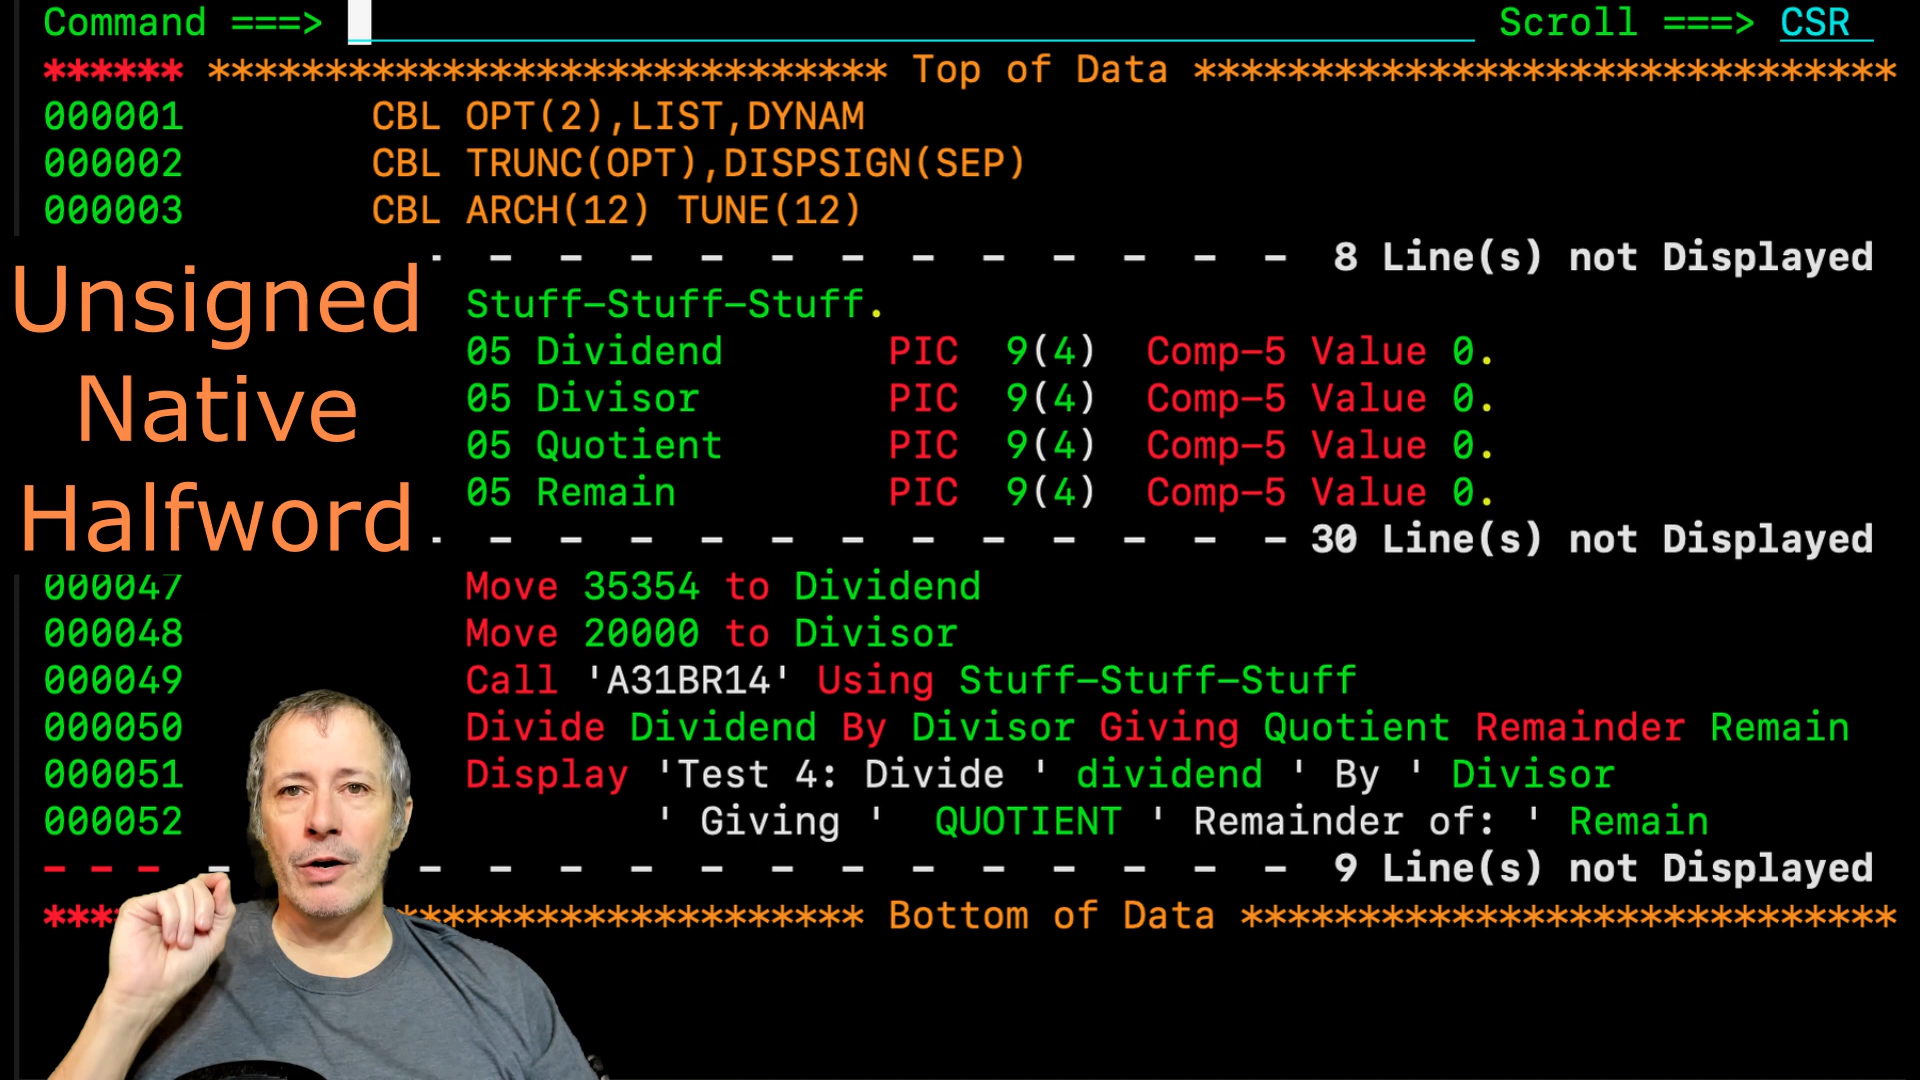 Command ===> Scroll ===> CSR
****** ***************************** Top of Data ******************************
000001 CBL OPT(2),LIST,DYNAM
000002 CBL TRUNC(OPT),DISPSIGN(SEP)
000003 CBL ARCH(12) TUNE(12)
- - - - - - - - - - - - - 8 Line(s) not Displayed
Unsigned
Native
Halfword
Stuff-Stuff-Stuff.
05 Dividend PIC 9(4) Comp-5 Value 0.
05 Divisor PIC 9(4) Comp-5 Value 0.
05 Quotient PIC 9(4) Comp-5 Value 0.
05 Remain PIC 9(4) Comp-5 Value 0.
- - - - - - - - - - - - - 30 Line(s) not Displayed
000047 Move 35354 to Dividend
000048 Move 20000 to Divisor
000049 Call 'A31BR14' Using Stuff-Stuff-Stuff
000050 Divide Dividend By Divisor Giving Quotient Remainder Remain
000051 Display 'Test 4: Divide ' dividend ' By ' Divisor
000052 ' Giving ' QUOTIENT ' Remainder of: ' Remain
- - - - - - - - - - - - - - - - - 9 Line(s) not Displayed
*** ******************* Bottom of Data ****************************